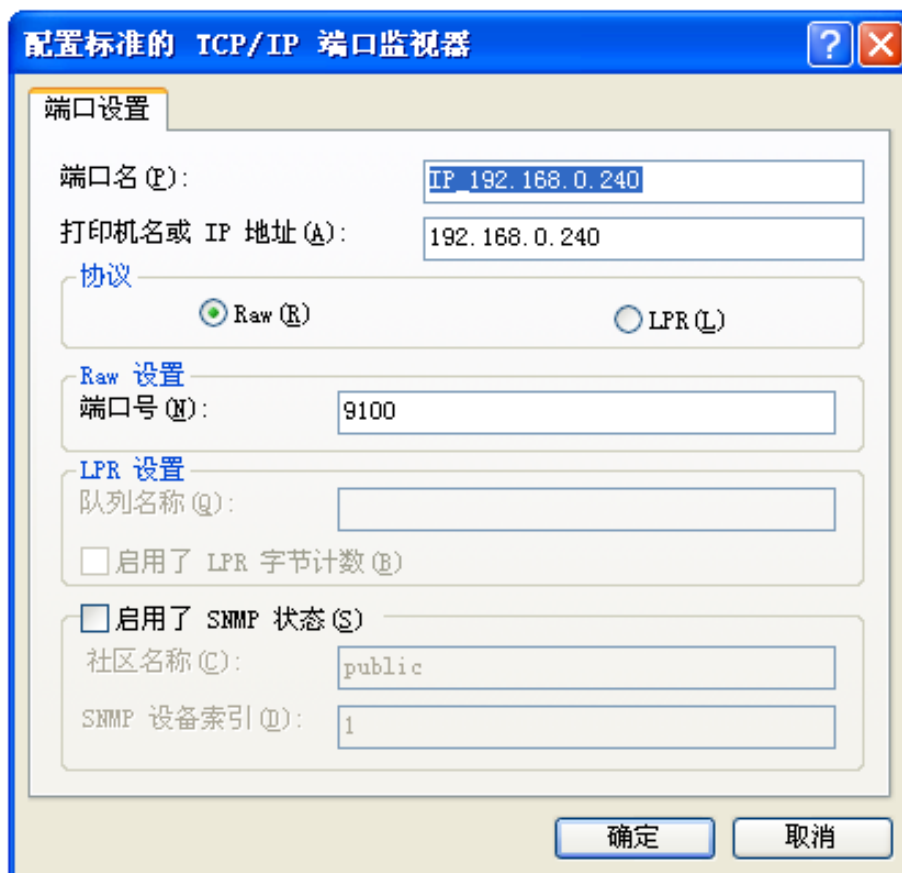 配置标准的 TCP/IP 端口监视器
端口设置
端口名(P): IP_192.168.0.240
打印机名或 IP 地址(A): 192.168.0.240
协议
Raw(R) LPR(L)
Raw 设置
端口号(N): 9100
LPR 设置
队列名称(Q):
启用了 LPR 字节计数(B)
启用了 SNMP 状态(S)
社区名称(C): public
SNMP 设备索引(D): 1
确定 取消